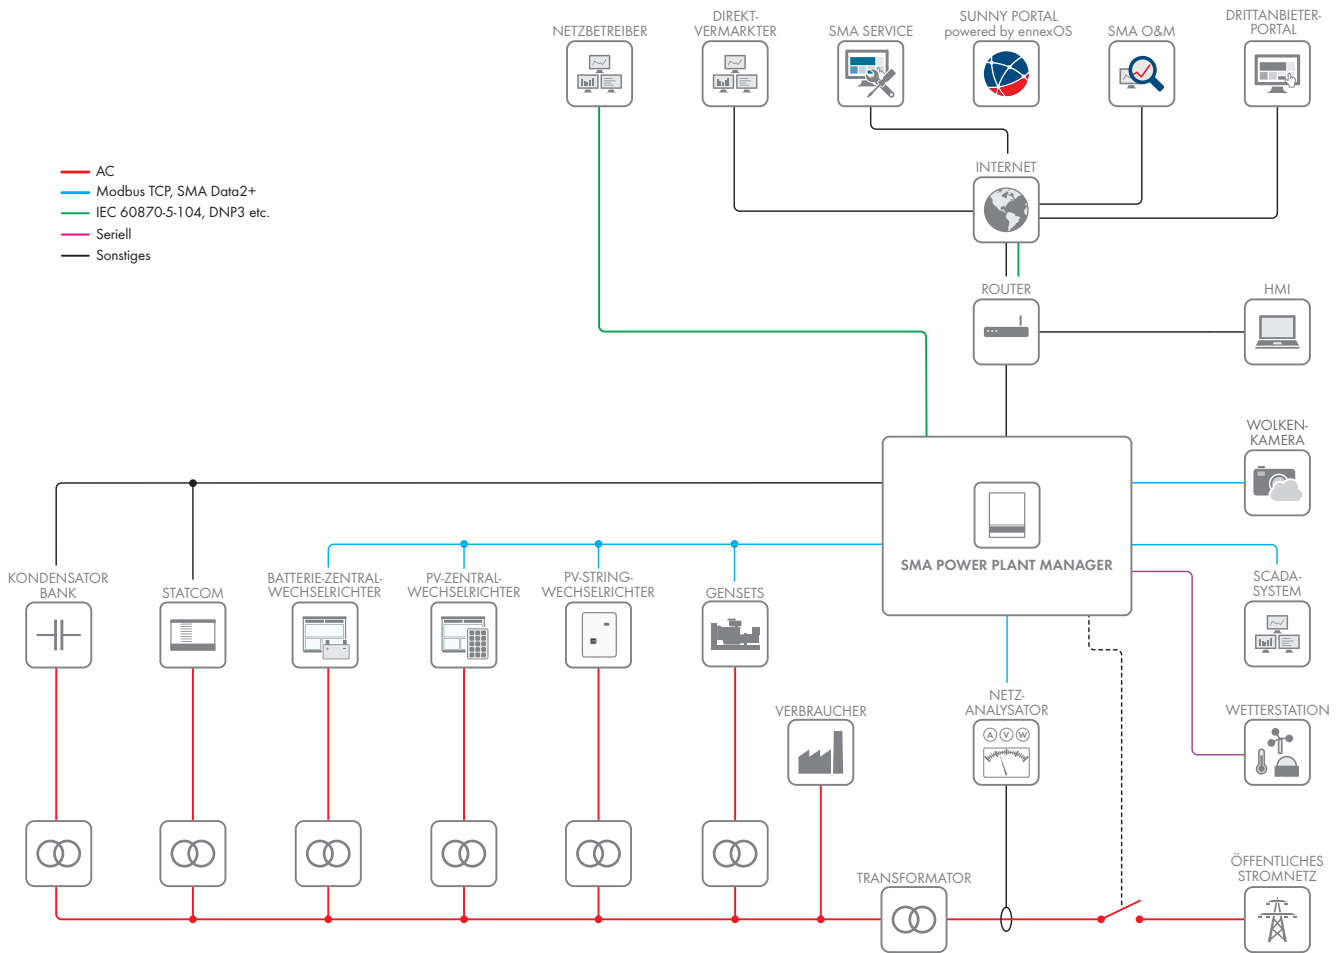 NETZBETREIBER
DIREKT-
VERMARKTER
SMA SERVICE
SUNNY PORTAL
powered by ennexOS
SMA O&M
DRITTANBIETER-
PORTAL
AC
Modbus TCP, SMA Data2+
IEC 60870-5-104, DNP3 etc.
Seriell
Sonstiges
INTERNET
ROUTER
HMI
WOLKEN-
KAMERA
SMA POWER PLANT MANAGER
KONDENSATOR
BANK
STATCOM
BATTERIE-ZENTRAL-
WECHSELRICHTER
PV-ZENTRAL-
WECHSELRICHTER
PV-STRING-
WECHSELRICHTER
GENSETS
SCADA-
SYSTEM
VERBRAUCHER
NETZ-
ANALYSATOR
A V W
WETTERSTATION
TRANSFORMATOR
ÖFFENTLICHES
STROMNETZ